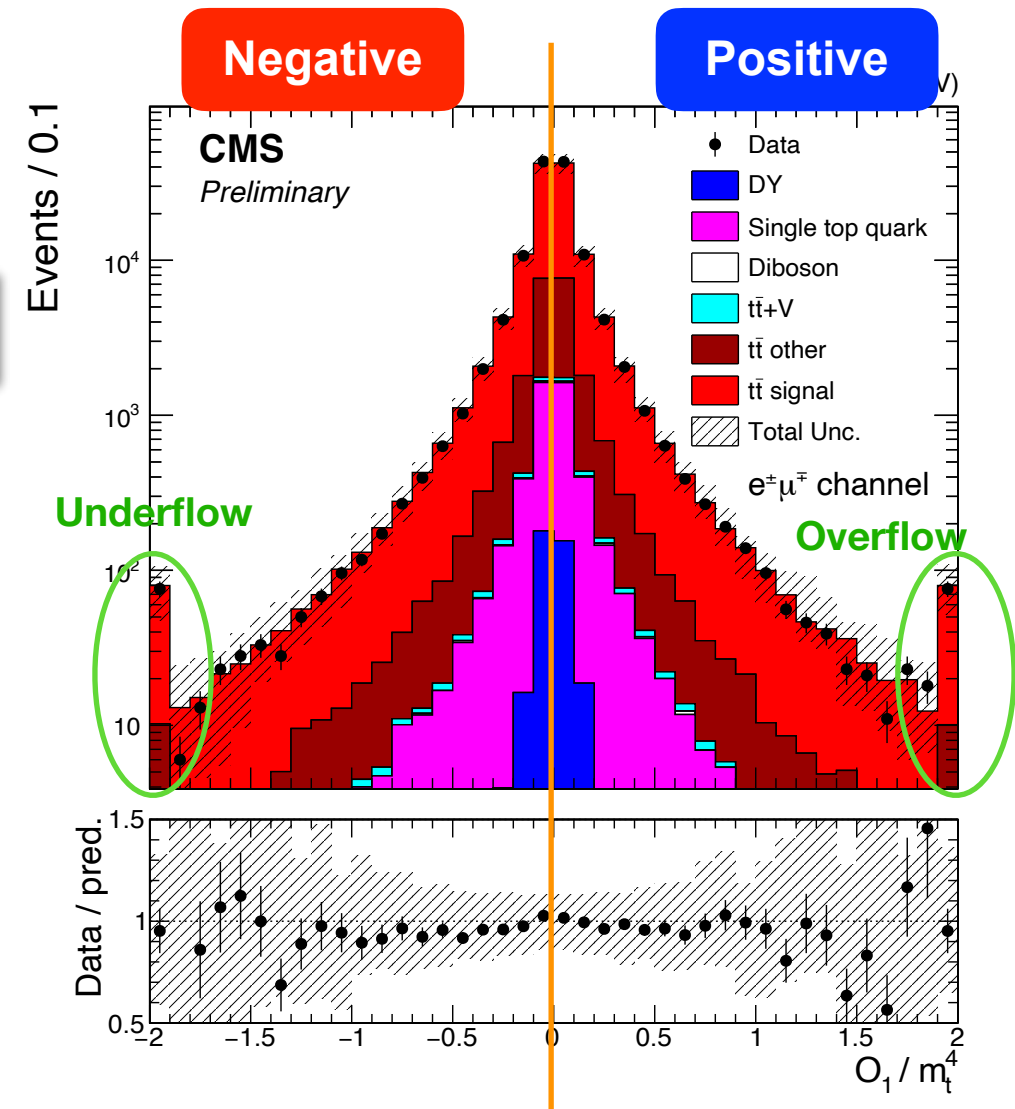 Negative
Positive
V)
Events / 0.1
CMS
Preliminary
Data
DY
Single top quark
Diboson
tt̄+V
tt̄ other
tt̄ signal
Total Unc.
e±μ∓ channel
10⁴
10³
10²
10
Underflow
Overflow
Data / pred.
1.5
1
0.5
−2
−1.5
−1
−0.5
0
0.5
1
1.5
2
O₁ / mₜ⁴